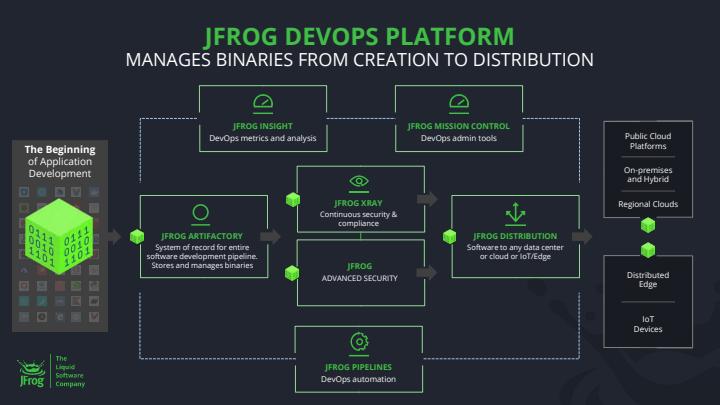 JFROG DEVOPS PLATFORM
MANAGES BINARIES FROM CREATION TO DISTRIBUTION
JFROG INSIGHT
DevOps metrics and analysis
JFROG MISSION CONTROL
DevOps admin tools
The Beginning
of Application
Development
0111
0010
1101
0111
0010
1101
JFROG ARTIFACTORY
System of record for entire
software development pipeline.
Stores and manages binaries
JFROG XRAY
Continuous security &
compliance
JFROG
ADVANCED SECURITY
JFROG DISTRIBUTION
Software to any data center
or cloud or IoT/Edge
Public Cloud
Platforms
On-premises
and Hybrid
Regional Clouds
Distributed
Edge
IoT
Devices
JFROG PIPELINES
DevOps automation
JFrog
The
Liquid
Software
Company